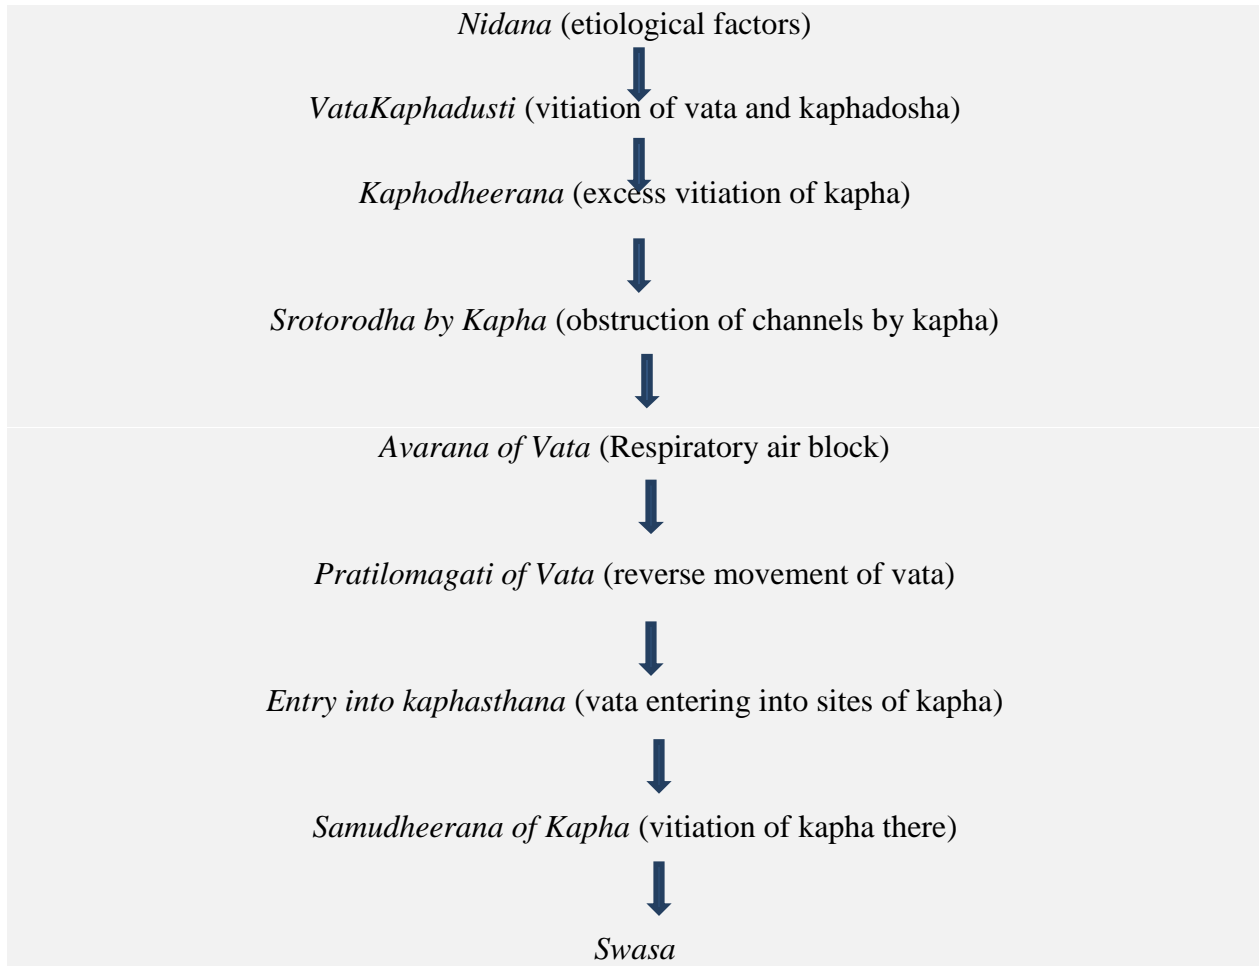 Nidana (etiological factors)
VataKaphadusti (vitiation of vata and kaphadosha)
Kaphodheerana (excess vitiation of kapha)
Srotorodha by Kapha (obstruction of channels by kapha)
Avarana of Vata (Respiratory air block)
Pratilomagati of Vata (reverse movement of vata)
Entry into kaphasthana (vata entering into sites of kapha)
Samudheerana of Kapha (vitiation of kapha there)
Swasa